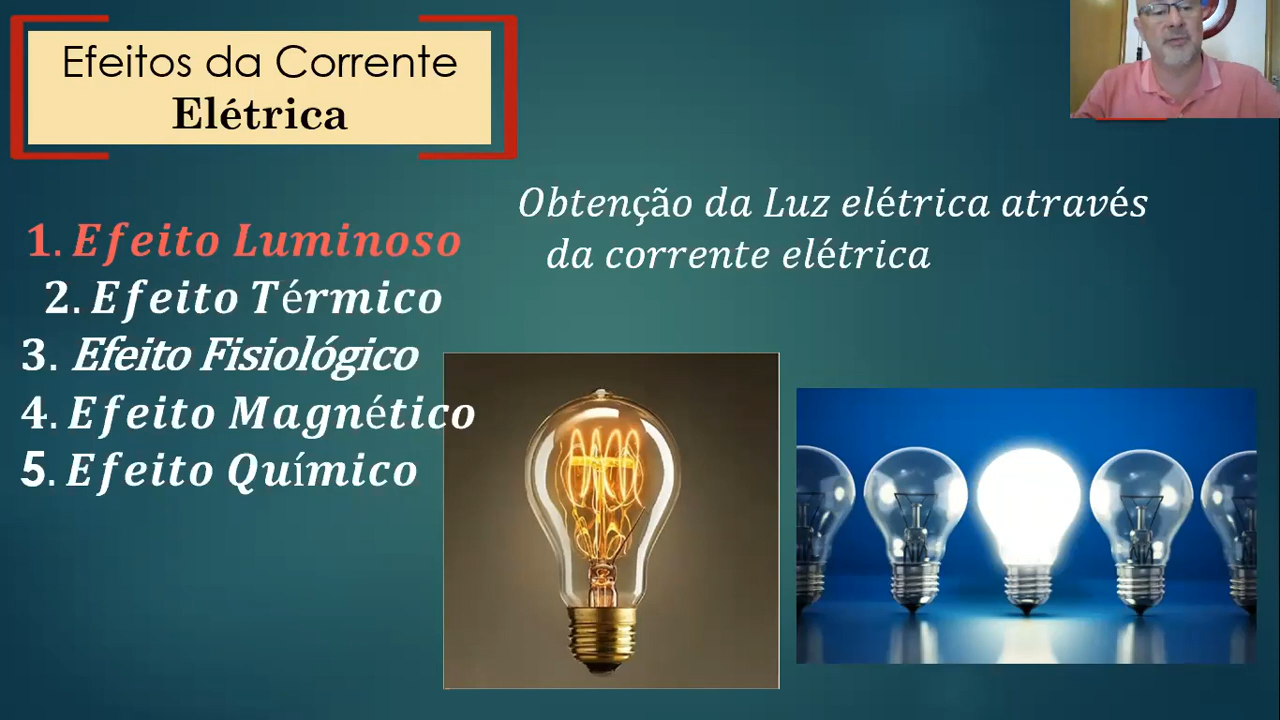 Efeitos da Corrente
Elétrica
Obtenção da Luz elétrica através
da corrente elétrica
1. Efeito Luminoso
2. Efeito Térmico
3. Efeito Fisiológico
4. Efeito Magnético
5. Efeito Químico